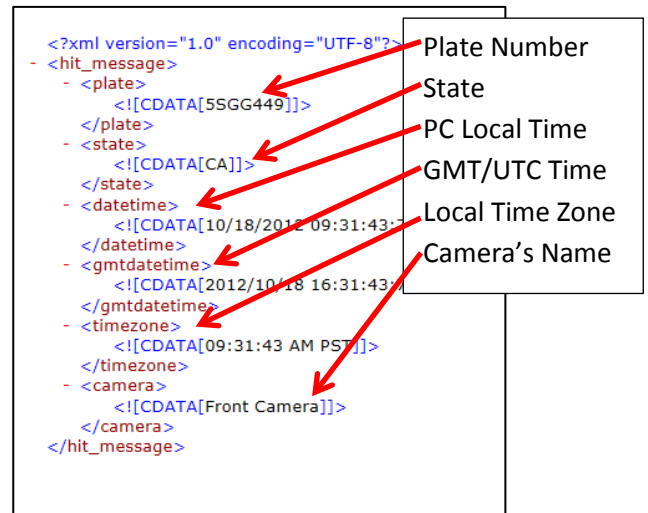 <?xml version="1.0" encoding="UTF-8"?>
- <hit_message>
- <plate>
<![CDATA[5SGG449]]>
</plate>
- <state>
<![CDATA[CA]]>
</state>
- <datetime>
<![CDATA[10/18/2012 09:31:43:
</datetime>
- <gmtdatetime>
<![CDATA[2012/10/18 16:31:43:
</gmtdatetime>
- <timezone>
<![CDATA[09:31:43 AM PST]]>
</timezone>
- <camera>
<![CDATA[Front Camera]]>
</camera>
</hit_message>
Plate Number
State
PC Local Time
GMT/UTC Time
Local Time Zone
Camera’s Name